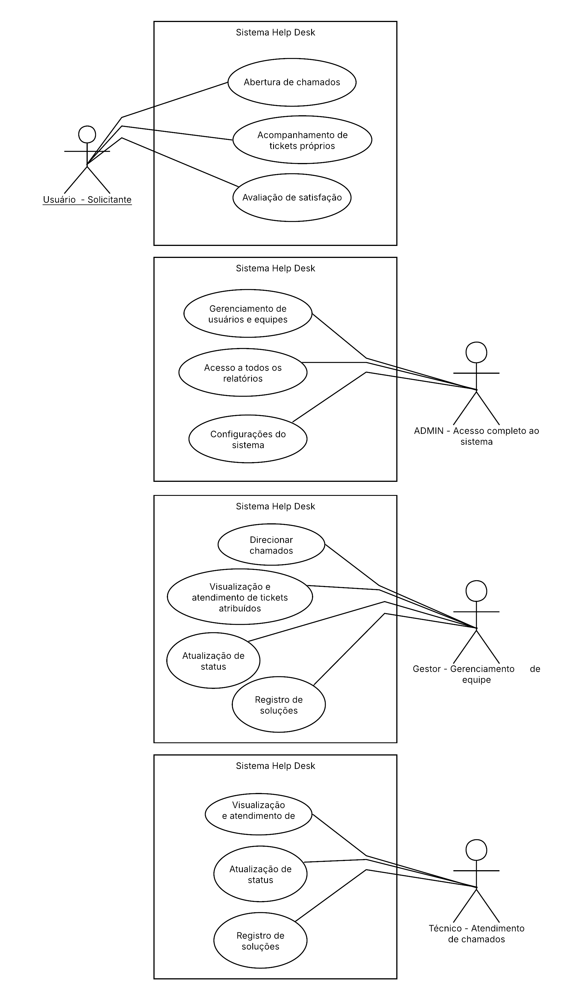 Sistema Help Desk
Abertura de chamados
Acompanhamento de
tickets próprios
Avaliação de satisfação
Usuário  - Solicitante
Sistema Help Desk
Gerenciamento de
usuários e equipes
Acesso a todos os
relatórios
Configurações do
sistema
ADMIN - Acesso completo ao
sistema
Sistema Help Desk
Direcionar
chamados
Visualização e
atendimento de tickets
atribuídos
Atualização de
status
Registro de
soluções
Gestor - Gerenciamento      de
equipe
Sistema Help Desk
Visualização
e atendimento de
Atualização de
status
Registro de
soluções
Técnico - Atendimento
de chamados